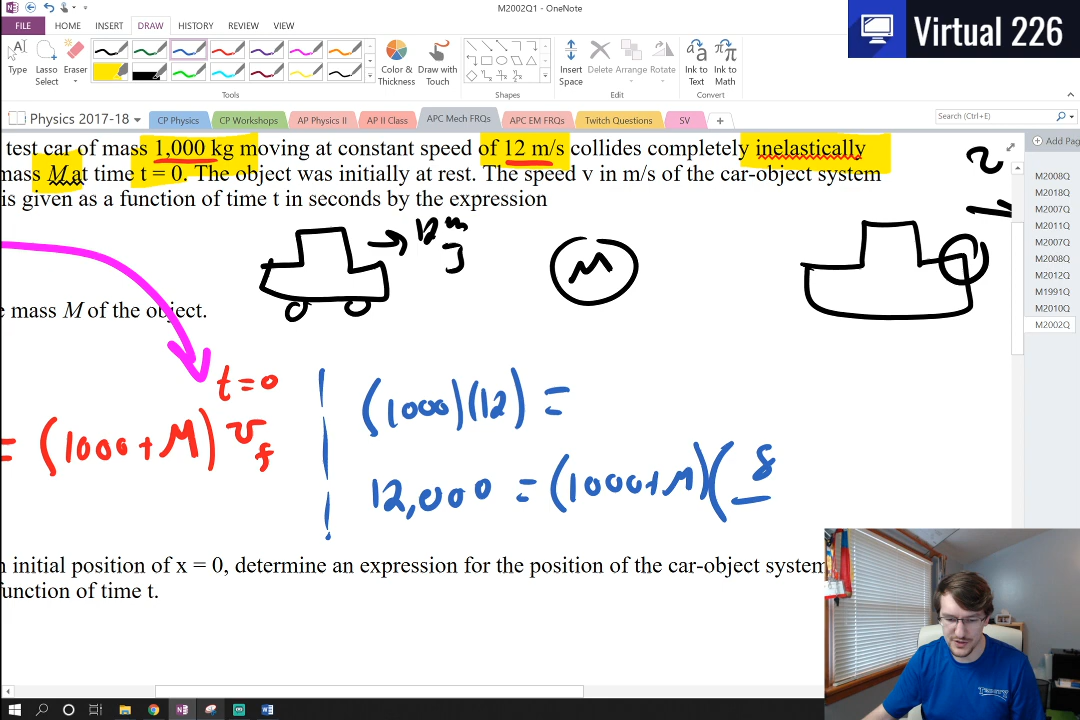 M2002Q1 - OneNote
FILE HOME INSERT DRAW HISTORY REVIEW VIEW
Virtual 226
Type Lasso Select Eraser Color & Thickness Draw with Touch Insert Space Delete Arrange Rotate Ink to Text Ink to Math
Tools Shapes Edit Convert
Physics 2017-18 CP Physics CP Workshops AP Physics II AP II Class APC Mech FRQs APC EM FRQs Twitch Questions SV + Search (Ctrl+E)
Add Pag
M2008Q
M2018Q
M2007Q
M2011Q
M2007Q
M2008Q
M2012Q
M1991Q
M2010Q
M2002Q
test car of mass 1,000 kg moving at constant speed of 12 m/s collides completely inelastically
mass M at time t = 0. The object was initially at rest. The speed v in m/s of the car-object system
is given as a function of time t in seconds by the expression
12 m/s
M
mass M of the object.
t=0
= (1000+M) v_f
(1000)(12) =
12,000 = (1000+M)( 8
initial position of x = 0, determine an expression for the position of the car-object system
unction of time t.